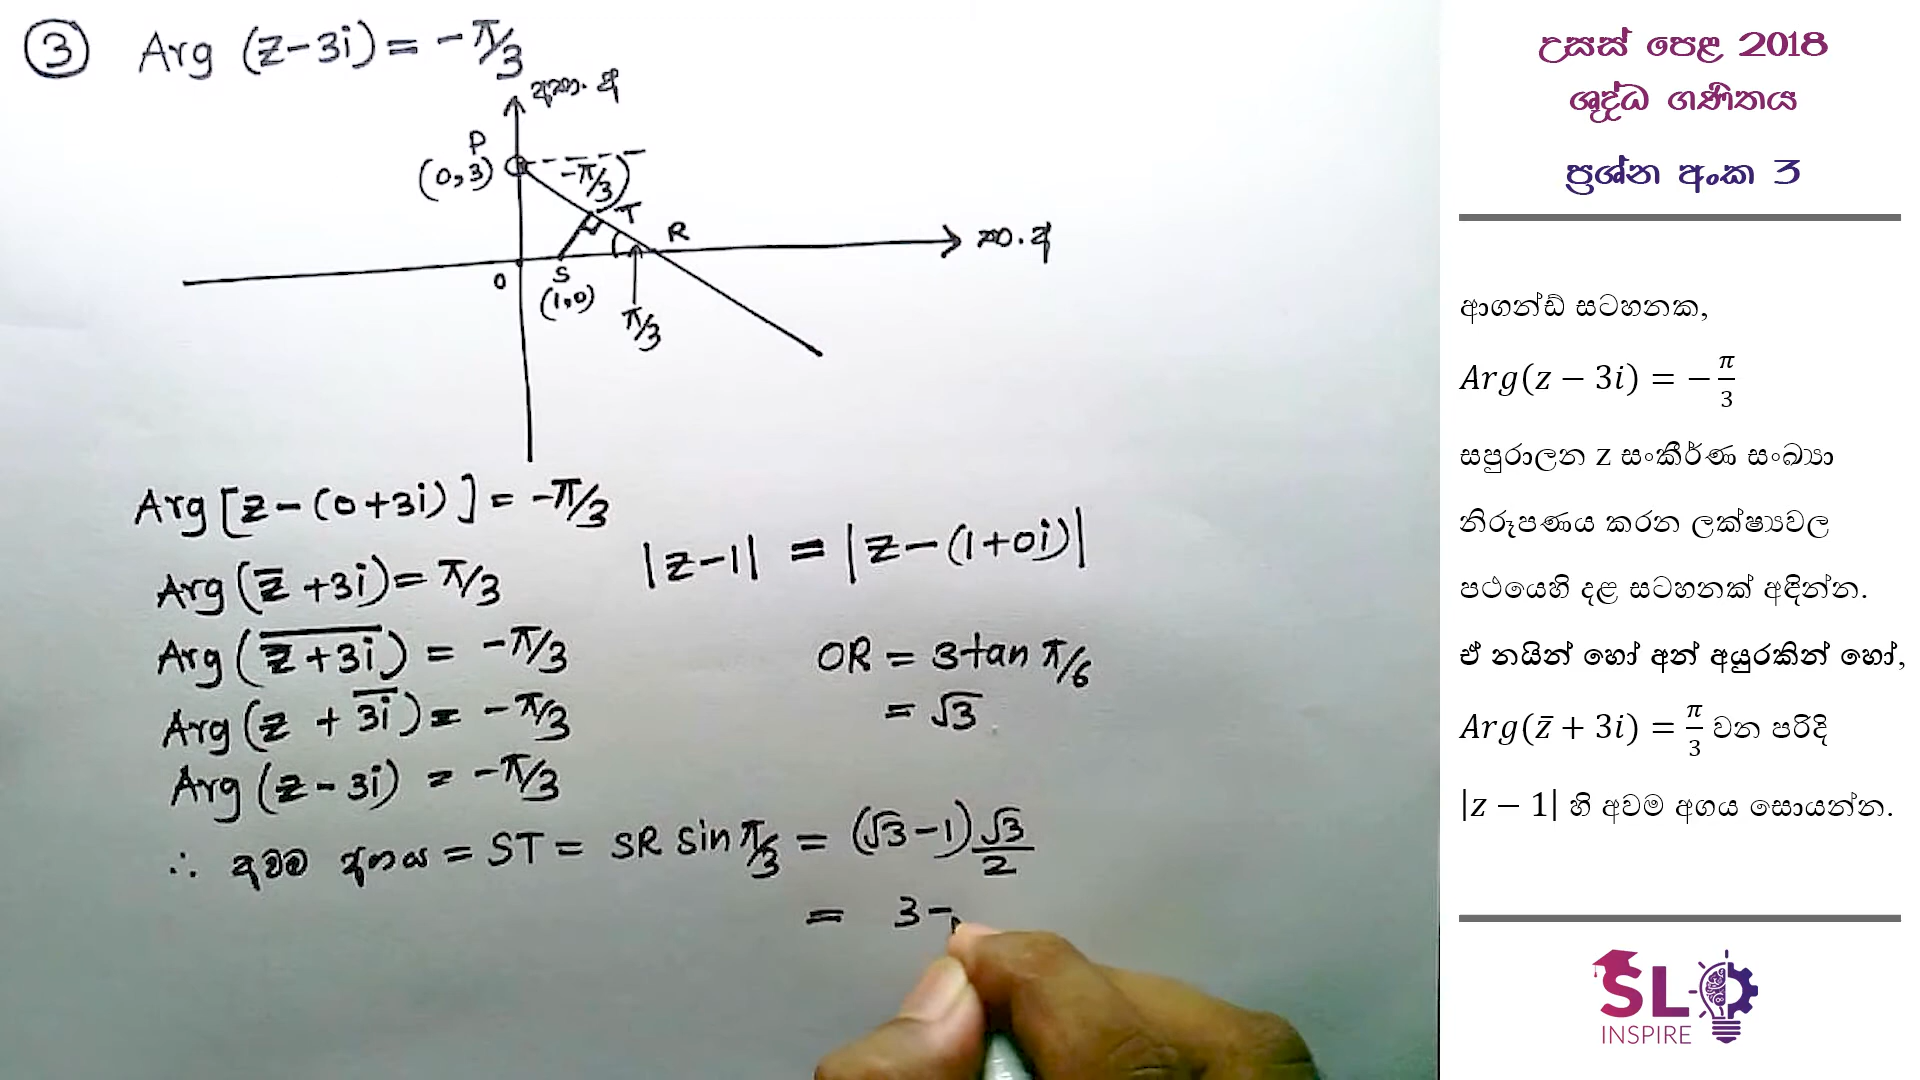 ③ Arg (z-3i) = -π/3
අතා. අ
P
(0,3)
-π/3
T
R
තා. අ
0
S
(1,0)
π/3
Arg [z-(0+3i)] = -π/3
Arg (z̅ +3i) = π/3
|z-1| = |z-(1+0i)|
Arg (\overline{z̅+3i}) = -π/3
OR = 3tan π/6
Arg (z + \overline{3i}) = -π/3
= √3
Arg (z - 3i) = -π/3
∴ අවම අගය = ST = SR sin π/3 = (√3-1) √3/2
= 3-
උසස් පෙළ 2018
ශුද්ධ ගණිතය
ප්‍රශ්න අංක 3
ආගන්ඩ් සටහනක,
Arg(z − 3i) = − π/3
සපුරාලන z සංකීර්ණ සංඛ්‍යා
නිරූපණය කරන ලක්ෂ්‍යවල
පථයෙහි දළ සටහනක් අඳින්න.
ඒ නයින් හෝ අන් අයුරකින් හෝ,
Arg(z̄ + 3i) = π/3 වන පරිදි
|z − 1| හි අවම අගය සොයන්න.
SL
INSPIRE